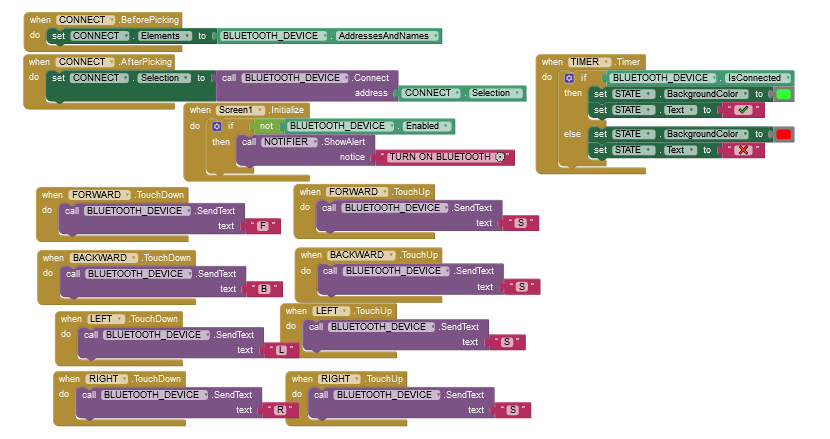 when CONNECT .BeforePicking
do set CONNECT . Elements to BLUETOOTH_DEVICE . AddressesAndNames
when CONNECT .AfterPicking
do set CONNECT . Selection to call BLUETOOTH_DEVICE .Connect
address CONNECT . Selection
when Screen1 .Initialize
do if not BLUETOOTH_DEVICE . Enabled
then call NOTIFIER .ShowAlert
notice " TURN ON BLUETOOTH ⚙ "
when TIMER .Timer
do if BLUETOOTH_DEVICE . IsConnected
then set STATE . BackgroundColor to
set STATE . Text to " ✔ "
else set STATE . BackgroundColor to
set STATE . Text to " ❌ "
when FORWARD .TouchDown
do call BLUETOOTH_DEVICE .SendText
text " F "
when FORWARD .TouchUp
do call BLUETOOTH_DEVICE .SendText
text " S "
when BACKWARD .TouchDown
do call BLUETOOTH_DEVICE .SendText
text " B "
when BACKWARD .TouchUp
do call BLUETOOTH_DEVICE .SendText
text " S "
when LEFT .TouchDown
do call BLUETOOTH_DEVICE .SendText
text " L "
when LEFT .TouchUp
do call BLUETOOTH_DEVICE .SendText
text " S "
when RIGHT .TouchDown
do call BLUETOOTH_DEVICE .SendText
text " R "
when RIGHT .TouchUp
do call BLUETOOTH_DEVICE .SendText
text " S "